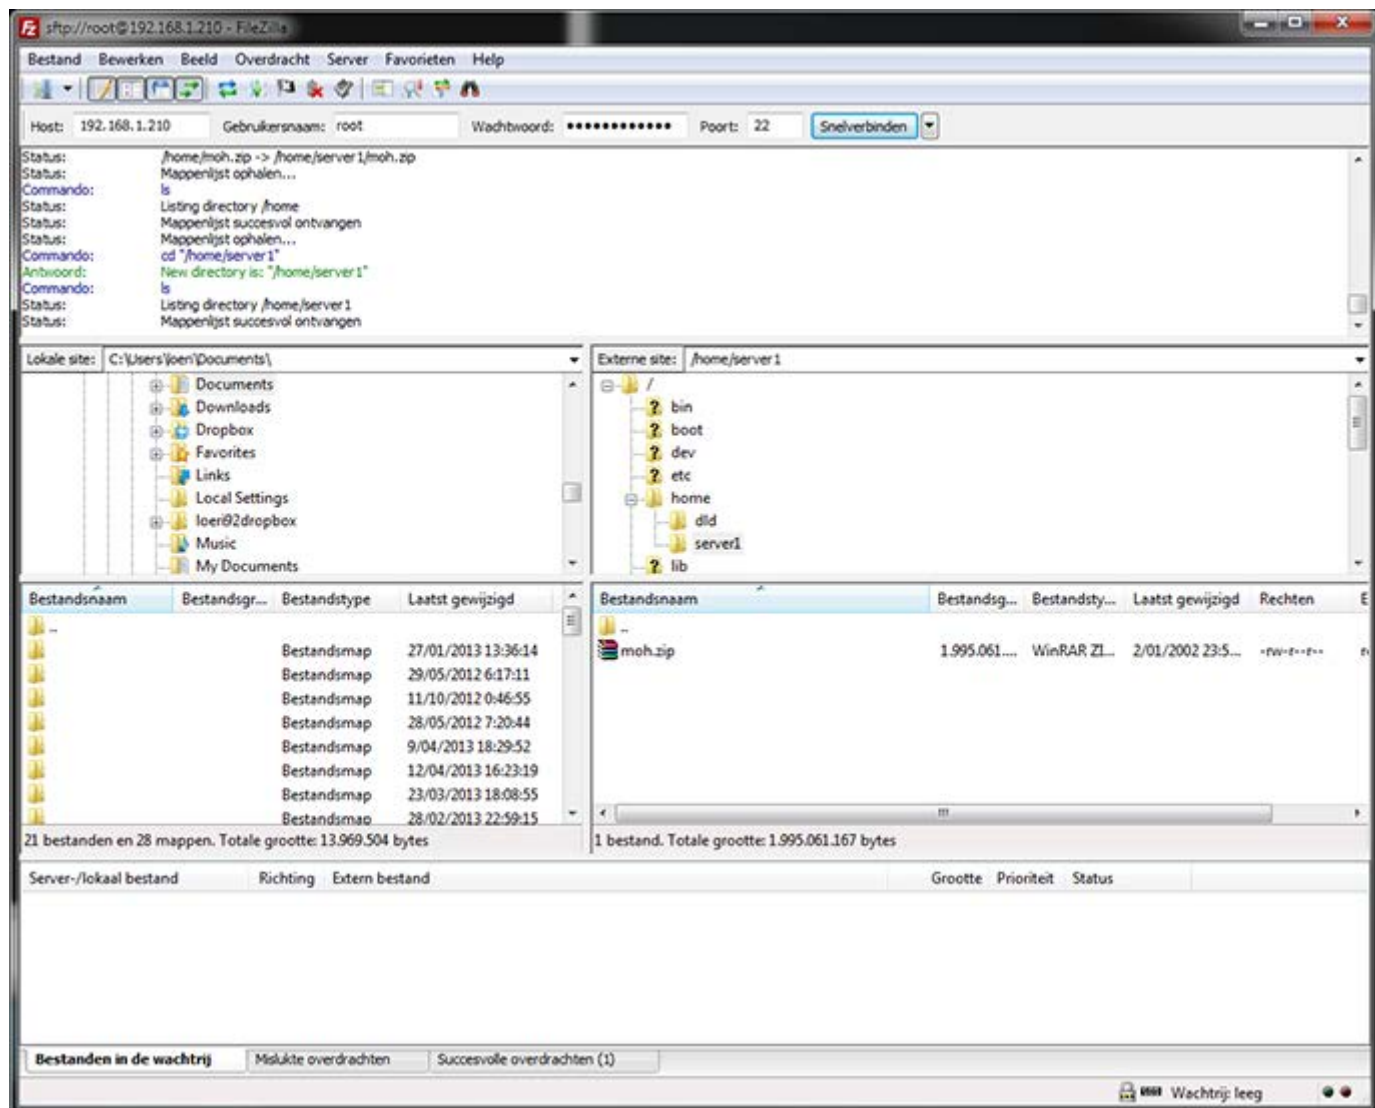 sftp://root@192.168.1.210 - FileZilla
Bestand Bewerken Beeld Overdracht Server Favorieten Help
Host: 192.168.1.210 Gebruikersnaam: root Wachtwoord: •••••••••••• Poort: 22 Snelverbinden
Status: /home/moh.zip -> /home/server1/moh.zip
Status: Mappenlijst ophalen...
Commando: ls
Status: Listing directory /home
Status: Mappenlijst succesvol ontvangen
Status: Mappenlijst ophalen...
Commando: cd "/home/server1"
Antwoord: New directory is: "/home/server1"
Commando: ls
Status: Listing directory /home/server1
Status: Mappenlijst succesvol ontvangen
Lokale site: C:\Users\loeri\Documents\
Documents
Downloads
Dropbox
Favorites
Links
Local Settings
loeri92dropbox
Music
My Documents
Externe site: /home/server1
/
bin
boot
dev
etc
home
dld
server1
lib
Bestandsnaam Bestandsgr... Bestandstype Laatst gewijzigd
..
Bestandsmap 27/01/2013 13:36:14
Bestandsmap 29/05/2012 6:17:11
Bestandsmap 11/10/2012 0:46:55
Bestandsmap 28/05/2012 7:20:44
Bestandsmap 9/04/2013 18:29:52
Bestandsmap 12/04/2013 16:23:19
Bestandsmap 23/03/2013 18:08:55
Bestandsmap 28/02/2013 22:59:15
21 bestanden en 28 mappen. Totale grootte: 13.969.504 bytes
Bestandsnaam Bestandsg... Bestandsty... Laatst gewijzigd Rechten E
..
moh.zip 1.995.061.... WinRAR ZI... 2/01/2002 23:5... -rw-r--r--
1 bestand. Totale grootte: 1.995.061.167 bytes
Server-/lokaal bestand Richting Extern bestand Grootte Prioriteit Status
Bestanden in de wachtrij Mislukte overdrachten Succesvolle overdrachten (1)
Wachtrij: leeg